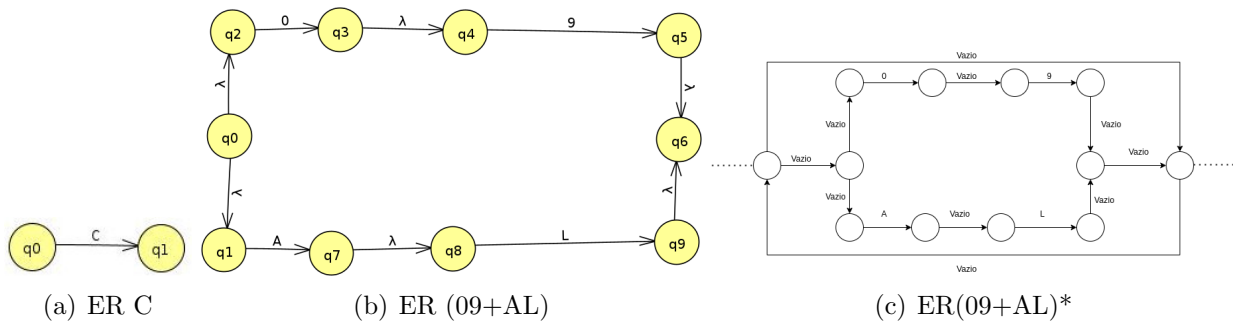 q0 C q1
(a) ER C
q2 0 q3 λ q4 9 q5
λ λ
q0 q6
λ λ
q1 A q7 λ q8 L q9
(b) ER (09+AL)
Vazio
0 Vazio 9
Vazio Vazio
Vazio Vazio
Vazio Vazio
A Vazio L
Vazio
(c) ER(09+AL)*